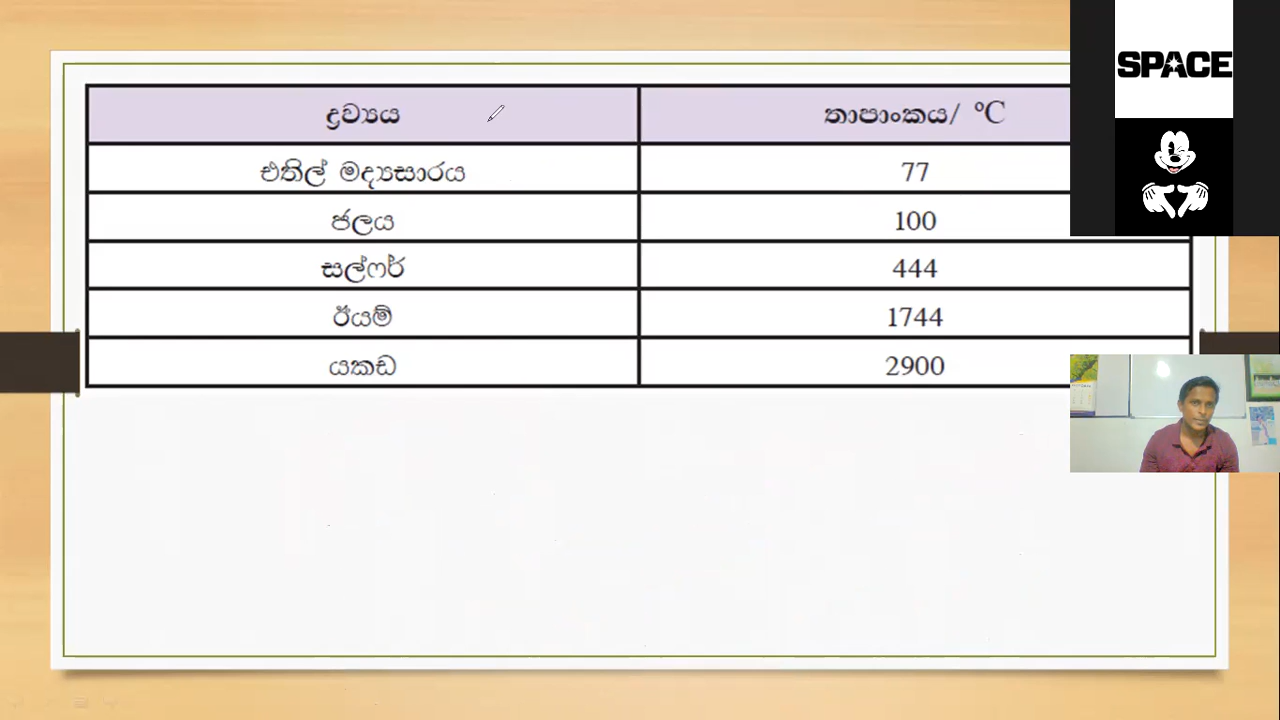 ද්‍රව්‍යය තාපාංකය/ °C
එතිල් මද්‍යසාරය 77
ජලය 100
සල්ෆර් 444
ඊයම් 1744
යකඩ 2900
SPACE